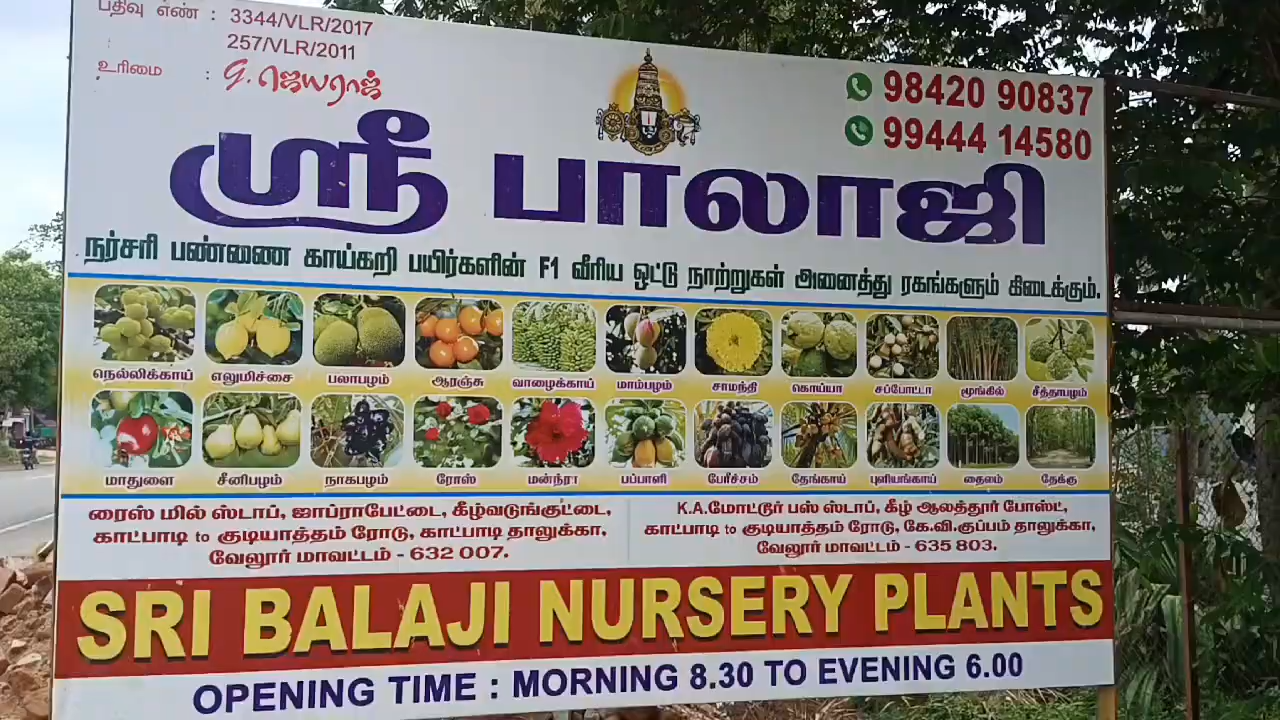 பதிவு எண் : 3344/VLR/2017
257/VLR/2011
உரிமை : G.ஜெயராஜ்
98420 90837
99444 14580
ஸ்ரீ பாலாஜி
நர்சரி பண்ணை காய்கறி பயிர்களின் F1 வீரிய ஒட்டு நாற்றுகள் அனைத்து ரகங்களும் கிடைக்கும்.
நெல்லிக்காய் எலுமிச்சை பலாபழம் ஆரஞ்சு வாழைக்காய் மாம்பழம் சாமந்தி கொய்யா சப்போட்டா மூங்கில் சீத்தாபழம்
மாதுளை சீனிபழம் நாகபழம் ரோஸ் மன்ந்ரா பப்பாளி பேரீச்சம் தேங்காய் புளியங்காய் தைலம் தேக்கு
ரைஸ் மில் ஸ்டாப், ஜாப்ராபேட்டை, கீழ்வடுங்குட்டை,
காட்பாடி to குடியாத்தம் ரோடு, காட்பாடி தாலுக்கா,
வேலூர் மாவட்டம் - 632 007.
K.A.மோட்டூர் பஸ் ஸ்டாப், கீழ் ஆலத்தூர் போஸ்ட்,
காட்பாடி to குடியாத்தம் ரோடு, கே.வி.குப்பம் தாலுக்கா,
வேலூர் மாவட்டம் - 635 803.
SRI BALAJI NURSERY PLANTS
OPENING TIME : MORNING 8.30 TO EVENING 6.00